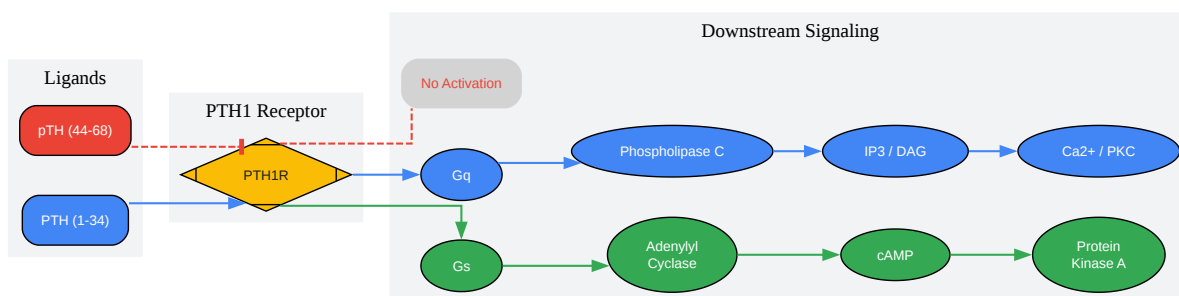 Downstream Signaling
Ligands
No Activation
PTH1 Receptor
pTH (44-68)
Phospholipase C
IP3 / DAG
Ca2+ / PKC
PTH1R
Gq
PTH (1-34)
Adenylyl
Cyclase
cAMP
Protein
Kinase A
Gs